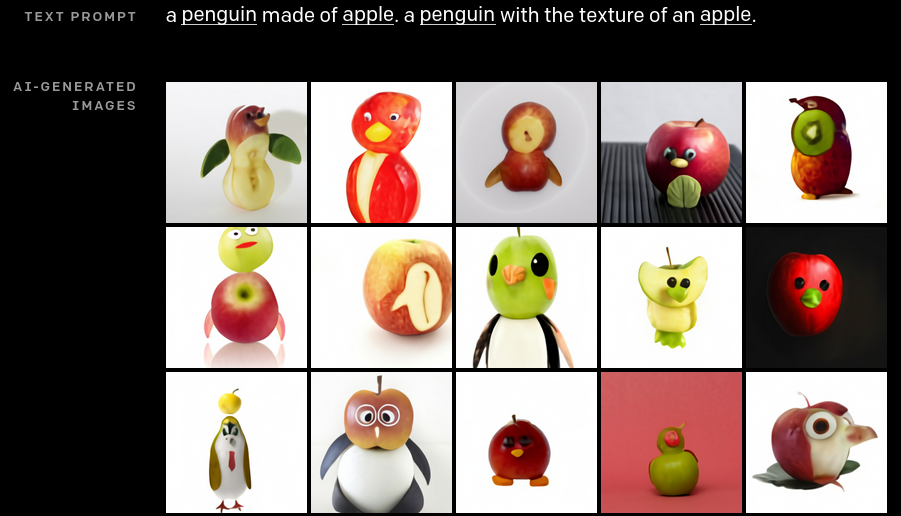 TEXT PROMPT
a penguin made of apple. a penguin with the texture of an apple.
AI-GENERATED
IMAGES